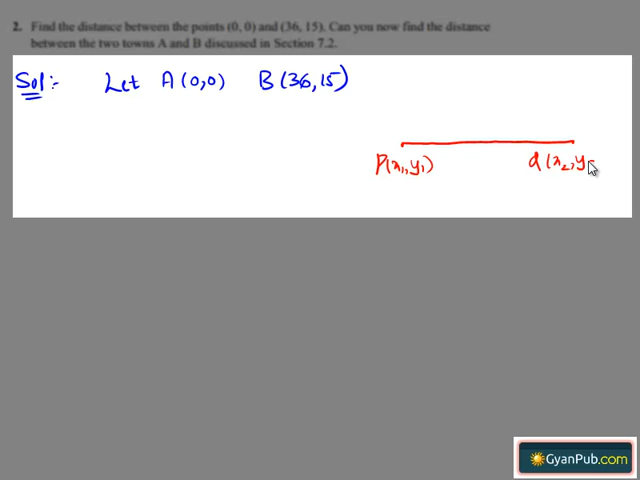 2. Find the distance between the points (0, 0) and (36, 15). Can you now find the distance
between the two towns A and B discussed in Section 7.2.
Sol:- Let A(0,0) B(36,15)
P(x₁,y₁) Q(x₂,y
GyanPub.com